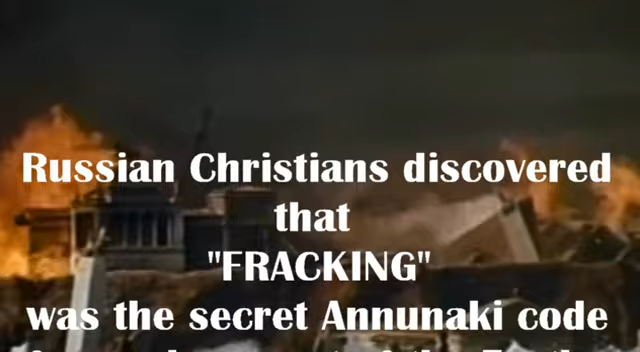 Russian Christians discovered
that
"FRACKING"
was the secret Annunaki code